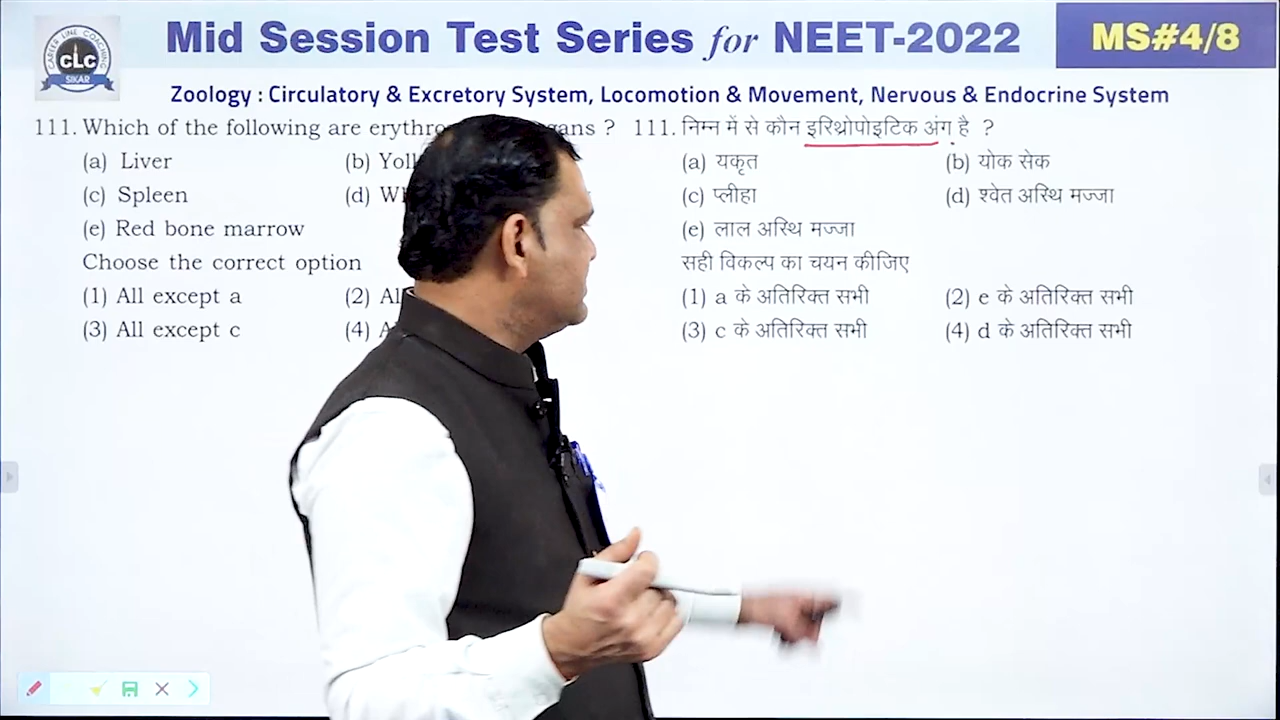 Mid Session Test Series for NEET-2022
MS#4/8
CAREER LINE COACHING
CLC
SIKAR
Zoology : Circulatory & Excretory System, Locomotion & Movement, Nervous & Endocrine System
111. Which of the following are ? 111. निम्न में से कौन इरिथ्रोपोइटिक अंग है ?
(a) Liver (b) (a) यकृत (b) योक सेक
(c) Spleen (d) (c) प्लीहा (d) श्वेत अस्थि मज्जा
(e) Red bone marrow (e) लाल अस्थि मज्जा
Choose the correct option सही विकल्प का चयन कीजिए
(1) All except a (2) (1) a के अतिरिक्त सभी (2) e के अतिरिक्त सभी
(3) All except c (4) (3) c के अतिरिक्त सभी (4) d के अतिरिक्त सभी